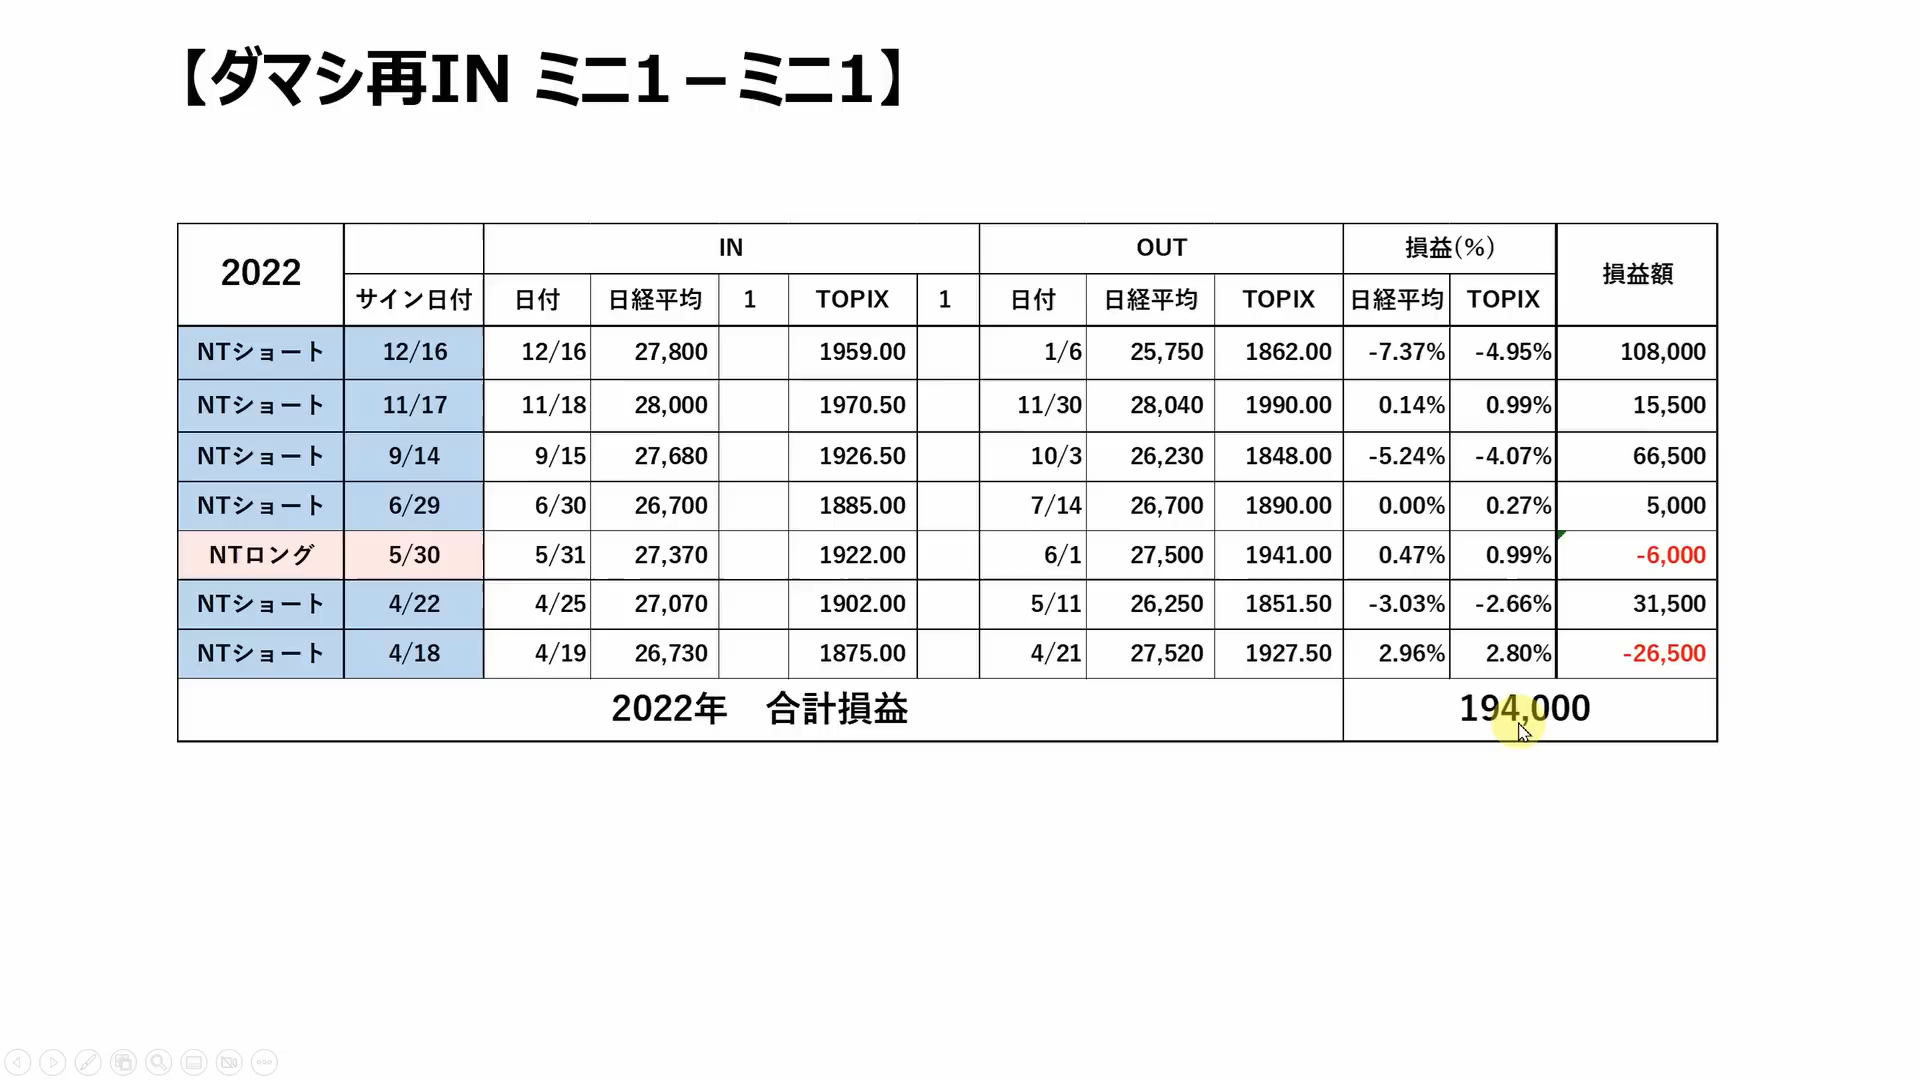 【ダマシ再IN ミニ1－ミニ1】
2022 IN OUT 損益(%) 損益額
サイン日付 日付 日経平均 1 TOPIX 1 日付 日経平均 TOPIX 日経平均 TOPIX
NTショート 12/16 12/16 27,800 1959.00 1/6 25,750 1862.00 -7.37% -4.95% 108,000
NTショート 11/17 11/18 28,000 1970.50 11/30 28,040 1990.00 0.14% 0.99% 15,500
NTショート 9/14 9/15 27,680 1926.50 10/3 26,230 1848.00 -5.24% -4.07% 66,500
NTショート 6/29 6/30 26,700 1885.00 7/14 26,700 1890.00 0.00% 0.27% 5,000
NTロング 5/30 5/31 27,370 1922.00 6/1 27,500 1941.00 0.47% 0.99% -6,000
NTショート 4/22 4/25 27,070 1902.00 5/11 26,250 1851.50 -3.03% -2.66% 31,500
NTショート 4/18 4/19 26,730 1875.00 4/21 27,520 1927.50 2.96% 2.80% -26,500
2022年 合計損益 194,000